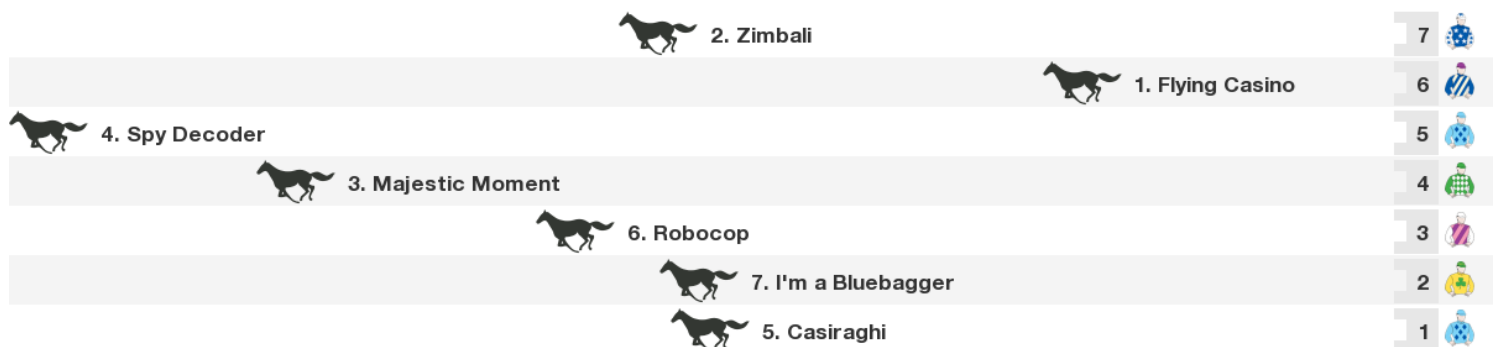 2. Zimbali 7
1. Flying Casino 6
4. Spy Decoder 5
3. Majestic Moment 4
6. Robocop 3
7. I'm a Bluebagger 2
5. Casiraghi 1